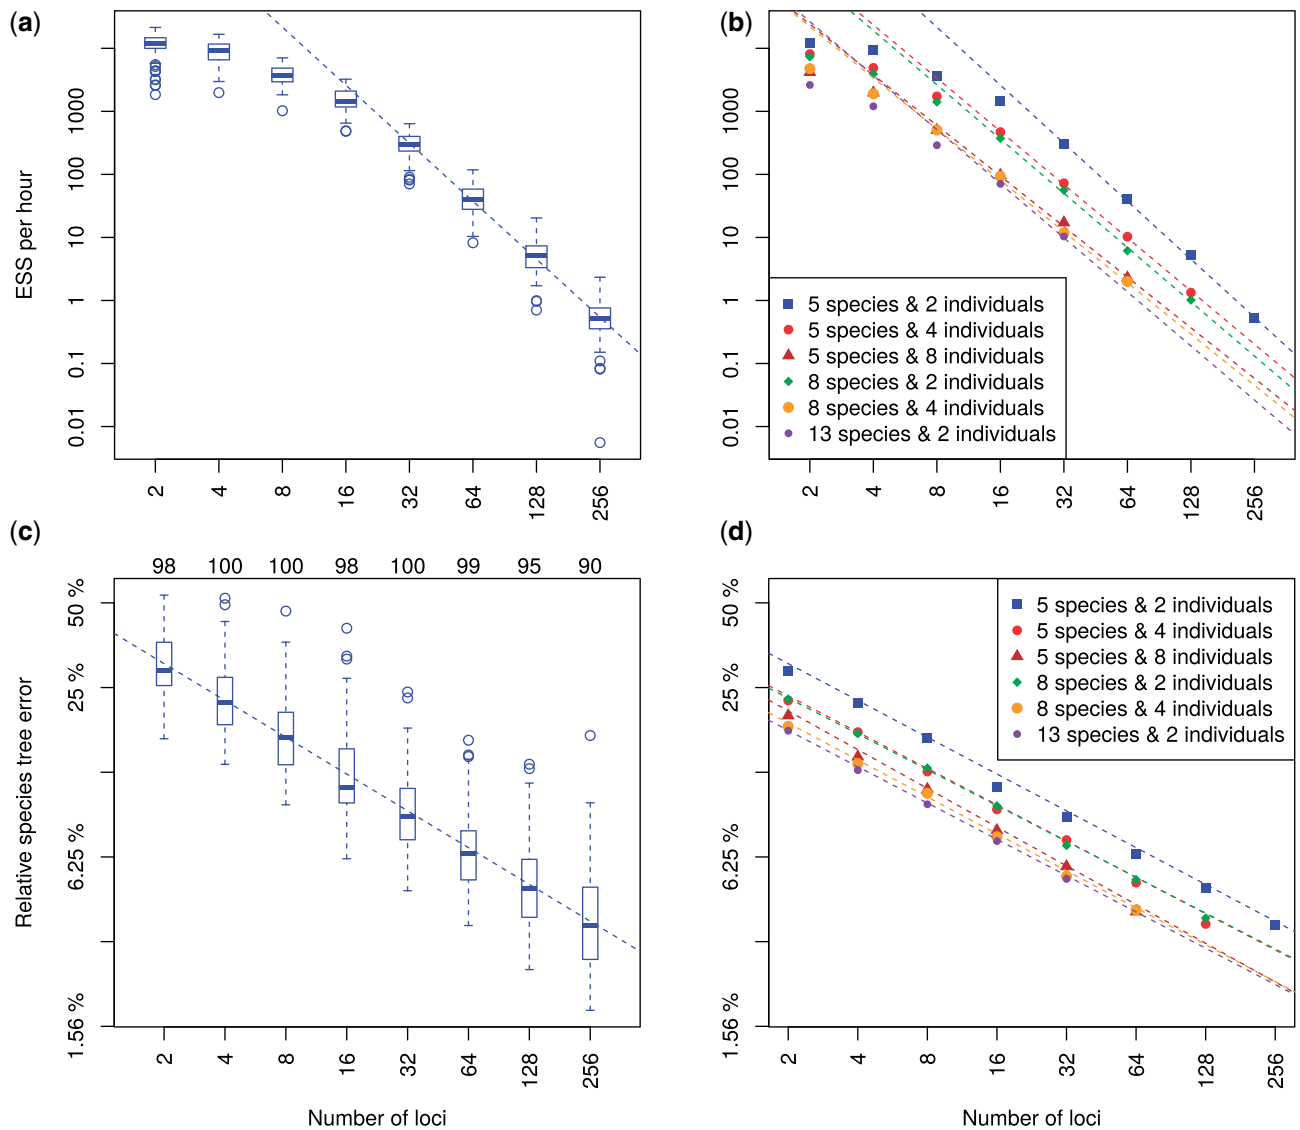 (a)
ESS per hour
1000
100
10
1
0.1
0.01
2
4
8
16
32
64
128
256
(b)
1000
100
10
1
0.1
0.01
5 species & 2 individuals
5 species & 4 individuals
5 species & 8 individuals
8 species & 2 individuals
8 species & 4 individuals
13 species & 2 individuals
2
4
8
16
32
64
128
256
(c)
98 100 100 98 100 99 95 90
Relative species tree error
50 %
25 %
6.25 %
1.56 %
2
4
8
16
32
64
128
256
Number of loci
(d)
50 %
25 %
6.25 %
1.56 %
5 species & 2 individuals
5 species & 4 individuals
5 species & 8 individuals
8 species & 2 individuals
8 species & 4 individuals
13 species & 2 individuals
2
4
8
16
32
64
128
256
Number of loci